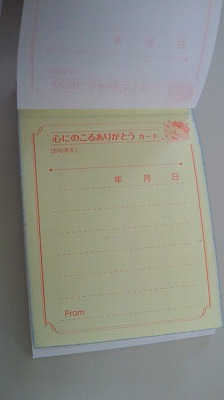 心にのこるありがとう カード
[おなまえ]
年 月 日
From